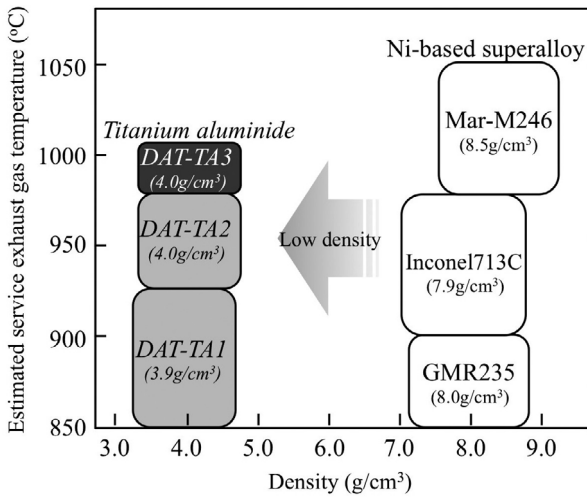 Estimated service exhaust gas temperature (°C)
1050
1000
950
900
850
Titanium aluminide
DAT-TA3
(4.0g/cm³)
DAT-TA2
(4.0g/cm³)
DAT-TA1
(3.9g/cm³)
Low density
Ni-based superalloy
Mar-M246
(8.5g/cm³)
Inconel713C
(7.9g/cm³)
GMR235
(8.0g/cm³)
3.0 4.0 5.0 6.0 7.0 8.0 9.0
Density (g/cm³)